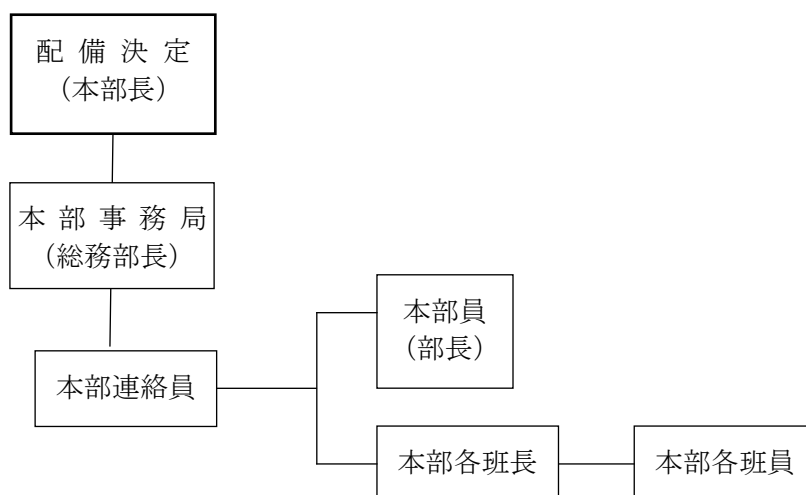 配備決定
(本部長)
本部事務局
(総務部長)
本部員
(部長)
本部連絡員
本部各班長
本部各班員